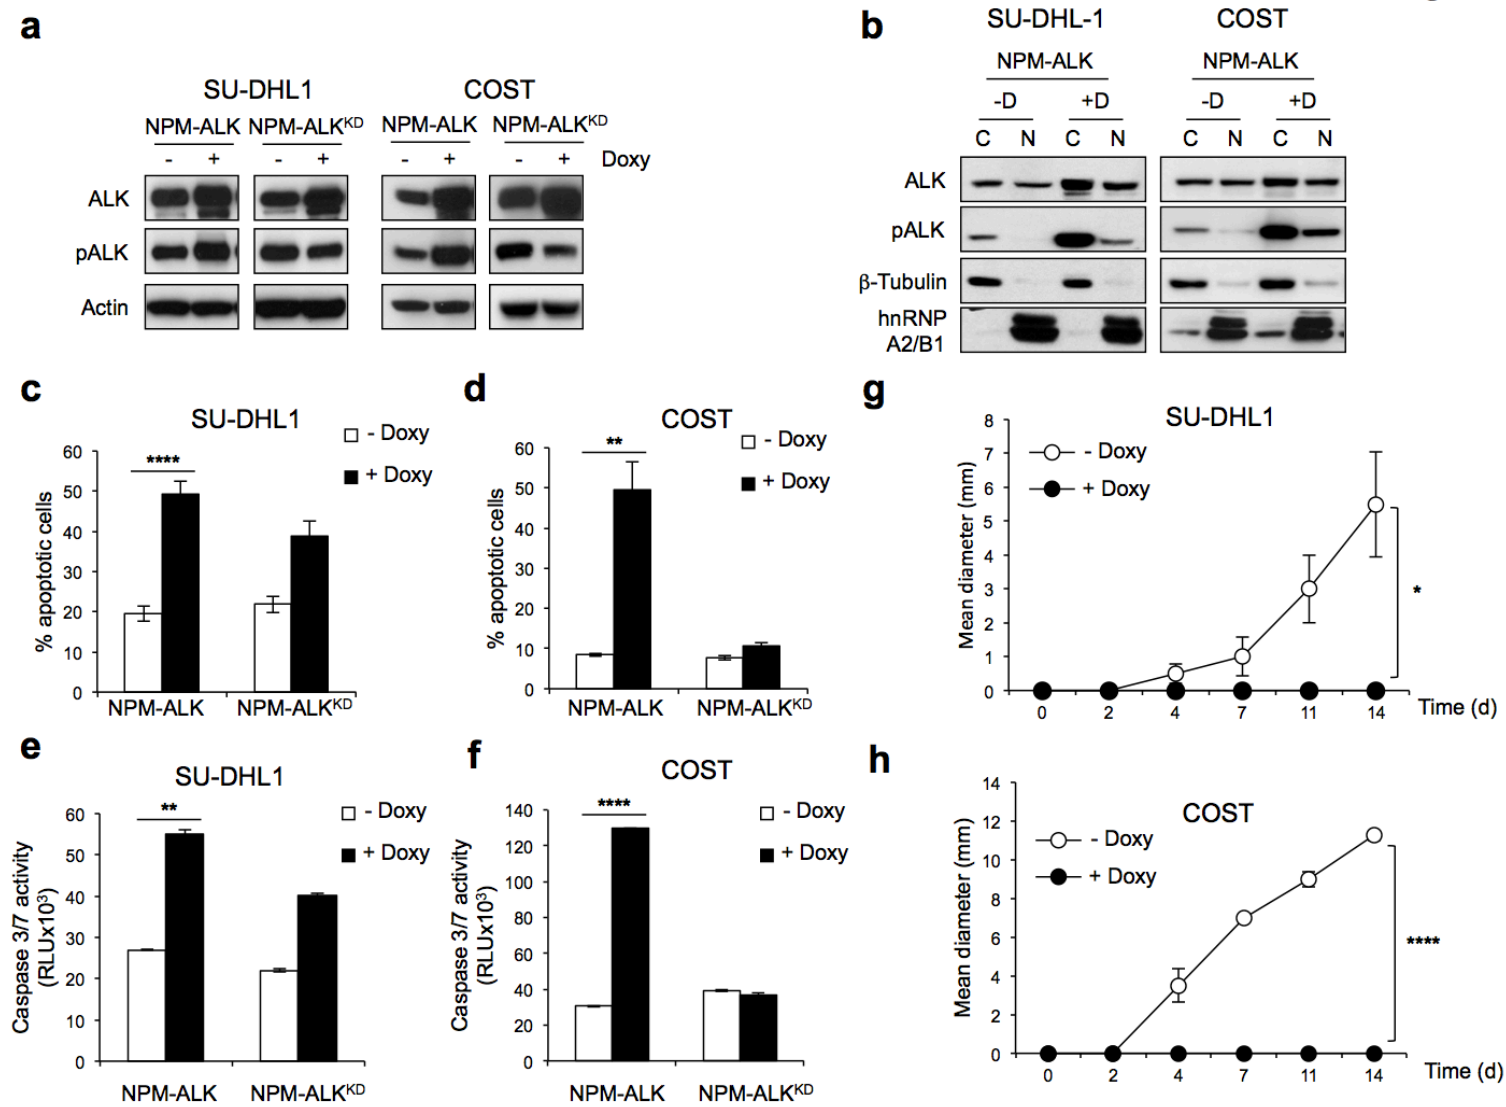 a
SU-DHL1 COST
NPM-ALK NPM-ALKKD NPM-ALK NPM-ALKKD
- + - + - + - + Doxy
ALK
pALK
Actin
b
SU-DHL-1 COST
NPM-ALK NPM-ALK
-D +D -D +D
C N C N C N C N
ALK
pALK
β-Tubulin
hnRNP
A2/B1
c
SU-DHL1
- Doxy
+ Doxy
****
% apoptotic cells
60
50
40
30
20
10
0
NPM-ALK NPM-ALKKD
d
COST
- Doxy
+ Doxy
**
% apoptotic cells
60
50
40
30
20
10
0
NPM-ALK NPM-ALKKD
e
SU-DHL1
- Doxy
+ Doxy
**
Caspase 3/7 activity
(RLUx103)
60
50
40
30
20
10
0
NPM-ALK NPM-ALKKD
f
COST
- Doxy
+ Doxy
****
Caspase 3/7 activity
(RLUx103)
140
120
100
80
60
40
20
0
NPM-ALK NPM-ALKKD
g
SU-DHL1
- Doxy
+ Doxy
*
Mean diameter (mm)
8
7
6
5
4
3
2
1
0
0 2 4 7 11 14 Time (d)
h
COST
- Doxy
+ Doxy
****
Mean diameter (mm)
14
12
10
8
6
4
2
0
0 2 4 7 11 14 Time (d)